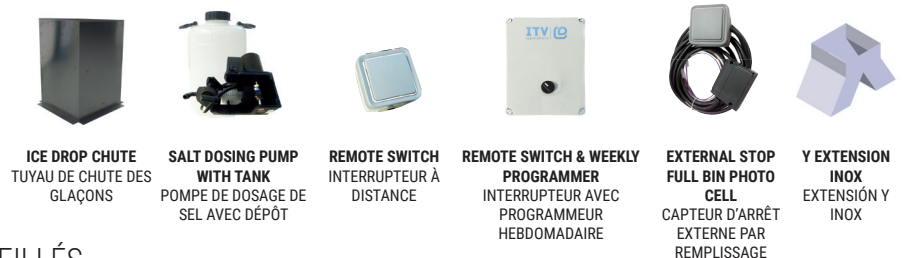 ITV
ICE DROP CHUTE
TUYAU DE CHUTE DES
GLAÇONS
SALT DOSING PUMP
WITH TANK
POMPE DE DOSAGE DE
SEL AVEC DÉPÔT
REMOTE SWITCH
INTERRUPTEUR À
DISTANCE
REMOTE SWITCH & WEEKLY
PROGRAMMER
INTERRUPTEUR AVEC
PROGRAMMEUR
HEBDOMADAIRE
EXTERNAL STOP
FULL BIN PHOTO
CELL
CAPTEUR D’ARRÊT
EXTERNE PAR
REMPLISSAGE
Y EXTENSION
INOX
EXTENSIÓN Y
INOX